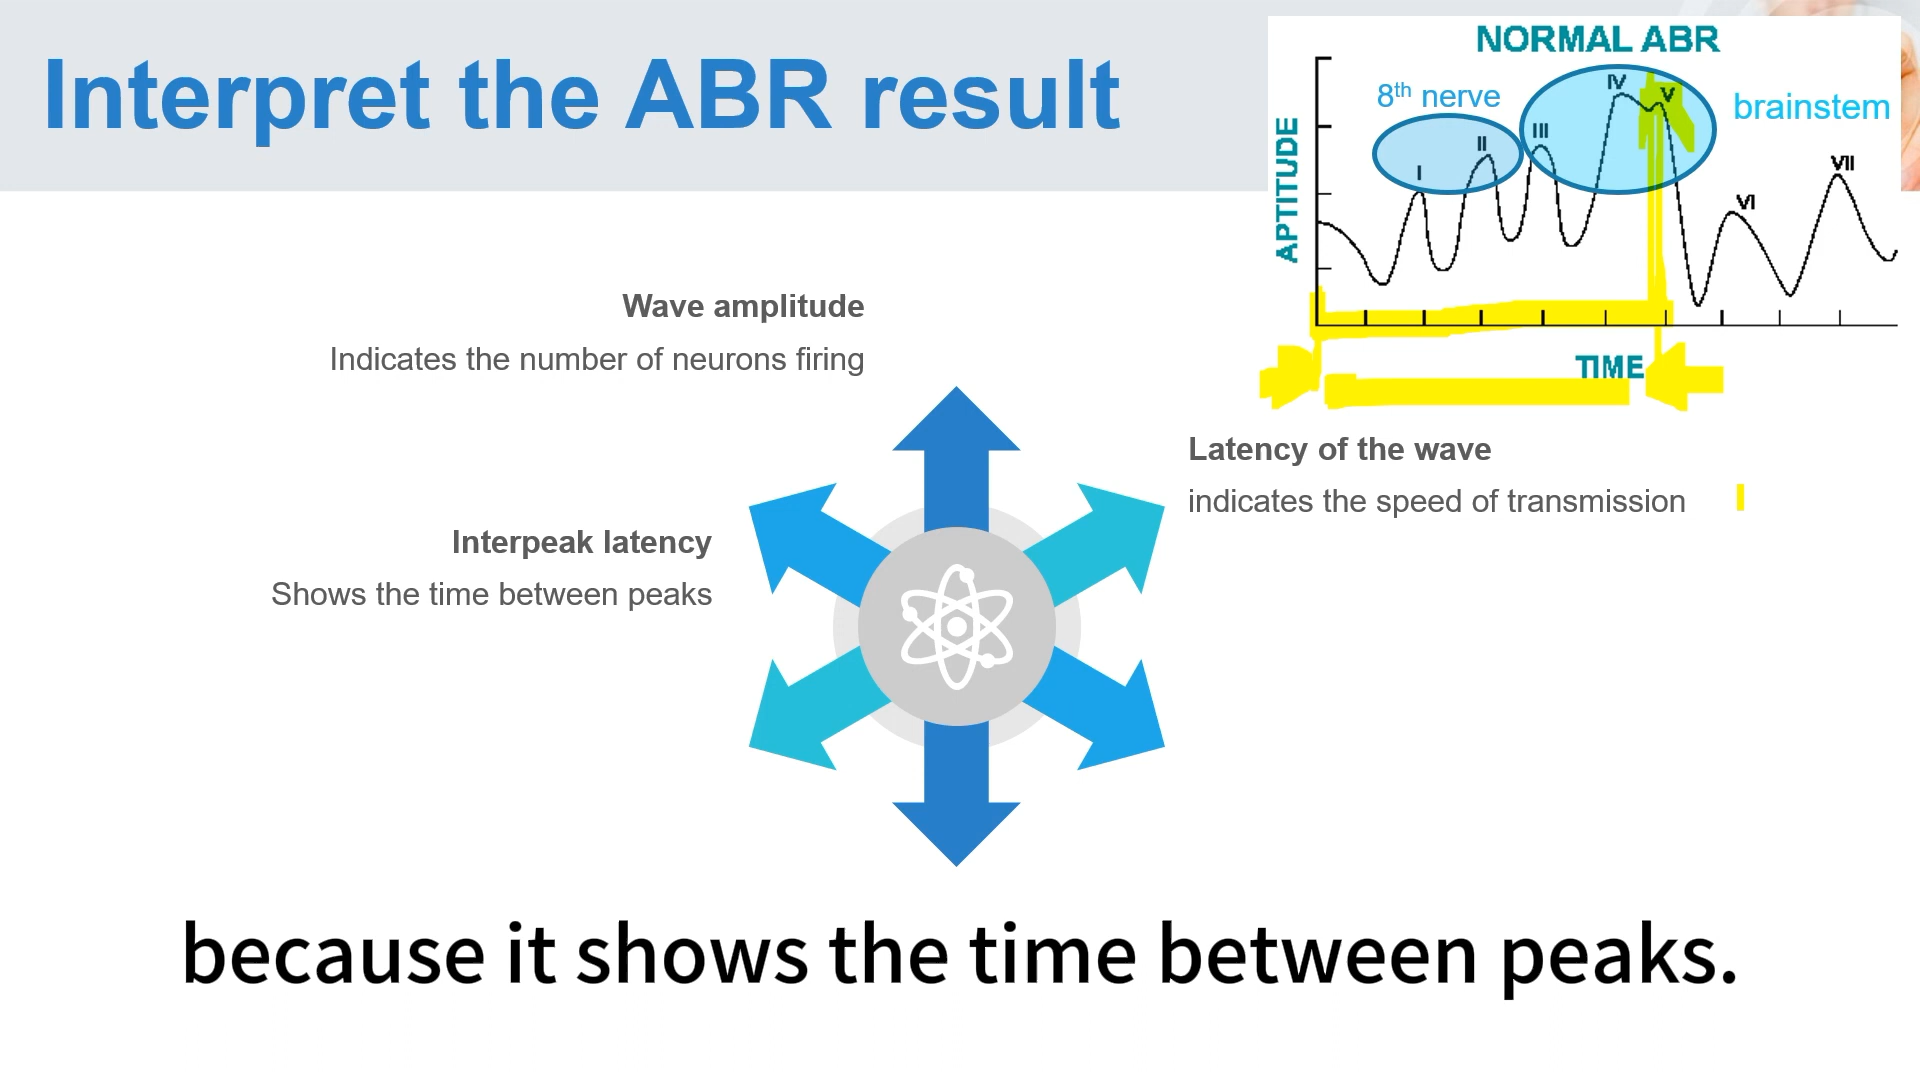 Interpret the ABR result
NORMAL ABR
8th nerve
brainstem
APTITUDE
I
II
III
IV
V
VI
VII
TIME
Wave amplitude
Indicates the number of neurons firing
Latency of the wave
indicates the speed of transmission
Interpeak latency
Shows the time between peaks
because it shows the time between peaks.